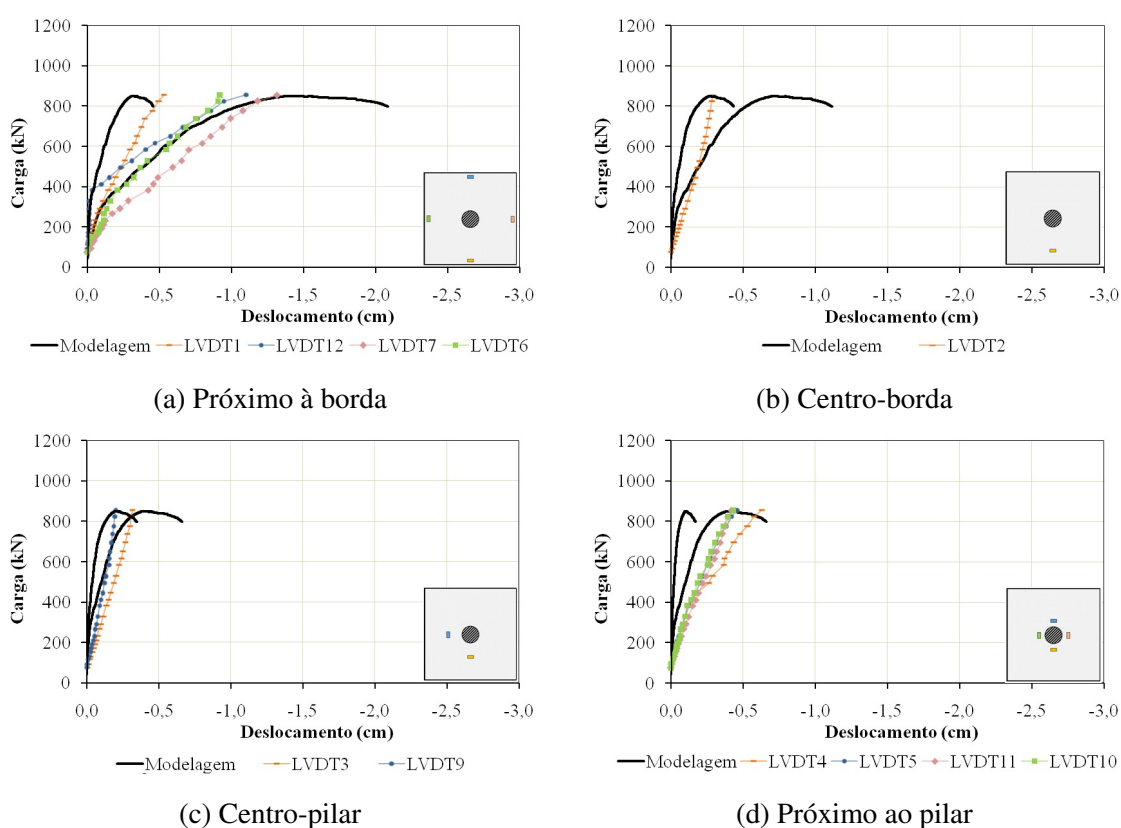 1200
1000
800
600
400
200
0
Carga (kN)
0,0 -0,5 -1,0 -1,5 -2,0 -2,5 -3,0
Deslocamento (cm)
Modelagem LVDT1 LVDT12 LVDT7 LVDT6
(a) Próximo à borda
1200
1000
800
600
400
200
0
Carga (kN)
0,0 -0,5 -1,0 -1,5 -2,0 -2,5 -3,0
Deslocamento (cm)
Modelagem LVDT2
(b) Centro-borda
1200
1000
800
600
400
200
0
Carga (kN)
0,0 -0,5 -1,0 -1,5 -2,0 -2,5 -3,0
Deslocamento (cm)
Modelagem LVDT3 LVDT9
(c) Centro-pilar
1200
1000
800
600
400
200
0
Carga (kN)
0,0 -0,5 -1,0 -1,5 -2,0 -2,5 -3,0
Deslocamento (cm)
Modelagem LVDT4 LVDT5 LVDT11 LVDT10
(d) Próximo ao pilar